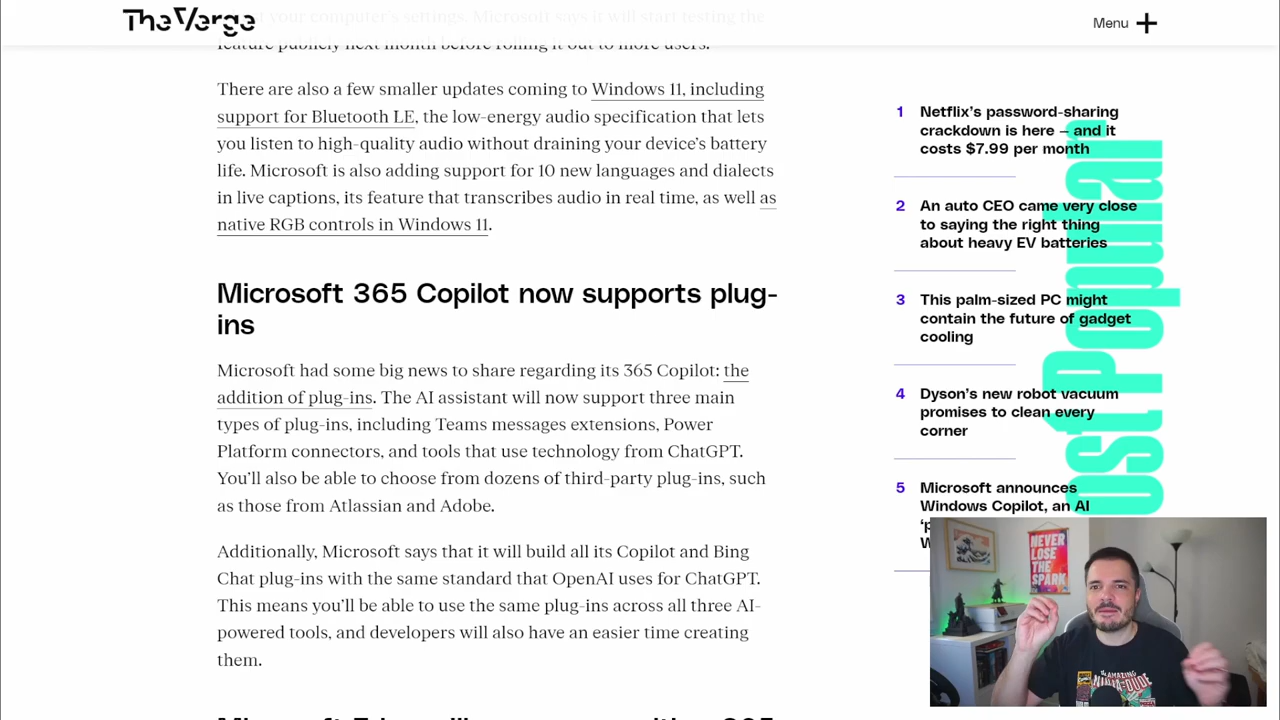 The Verge
Menu
your computer's settings. Microsoft says it will start testing the
feature publicly next month before rolling it out to more users.
There are also a few smaller updates coming to Windows 11, including
support for Bluetooth LE, the low-energy audio specification that lets
you listen to high-quality audio without draining your device's battery
life. Microsoft is also adding support for 10 new languages and dialects
in live captions, its feature that transcribes audio in real time, as well as
native RGB controls in Windows 11.
Microsoft 365 Copilot now supports plug-
ins
Microsoft had some big news to share regarding its 365 Copilot: the
addition of plug-ins. The AI assistant will now support three main
types of plug-ins, including Teams messages extensions, Power
Platform connectors, and tools that use technology from ChatGPT.
You'll also be able to choose from dozens of third-party plug-ins, such
as those from Atlassian and Adobe.
Additionally, Microsoft says that it will build all its Copilot and Bing
Chat plug-ins with the same standard that OpenAI uses for ChatGPT.
This means you'll be able to use the same plug-ins across all three AI-
powered tools, and developers will also have an easier time creating
them.
1 Netflix's password-sharing
crackdown is here – and it
costs $7.99 per month
2 An auto CEO came very close
to saying the right thing
about heavy EV batteries
3 This palm-sized PC might
contain the future of gadget
cooling
4 Dyson's new robot vacuum
promises to clean every
corner
5 Microsoft announces
Windows Copilot, an AI
ost Popular
NEVER
LOSE
THE
SPARK
THE AMAZING